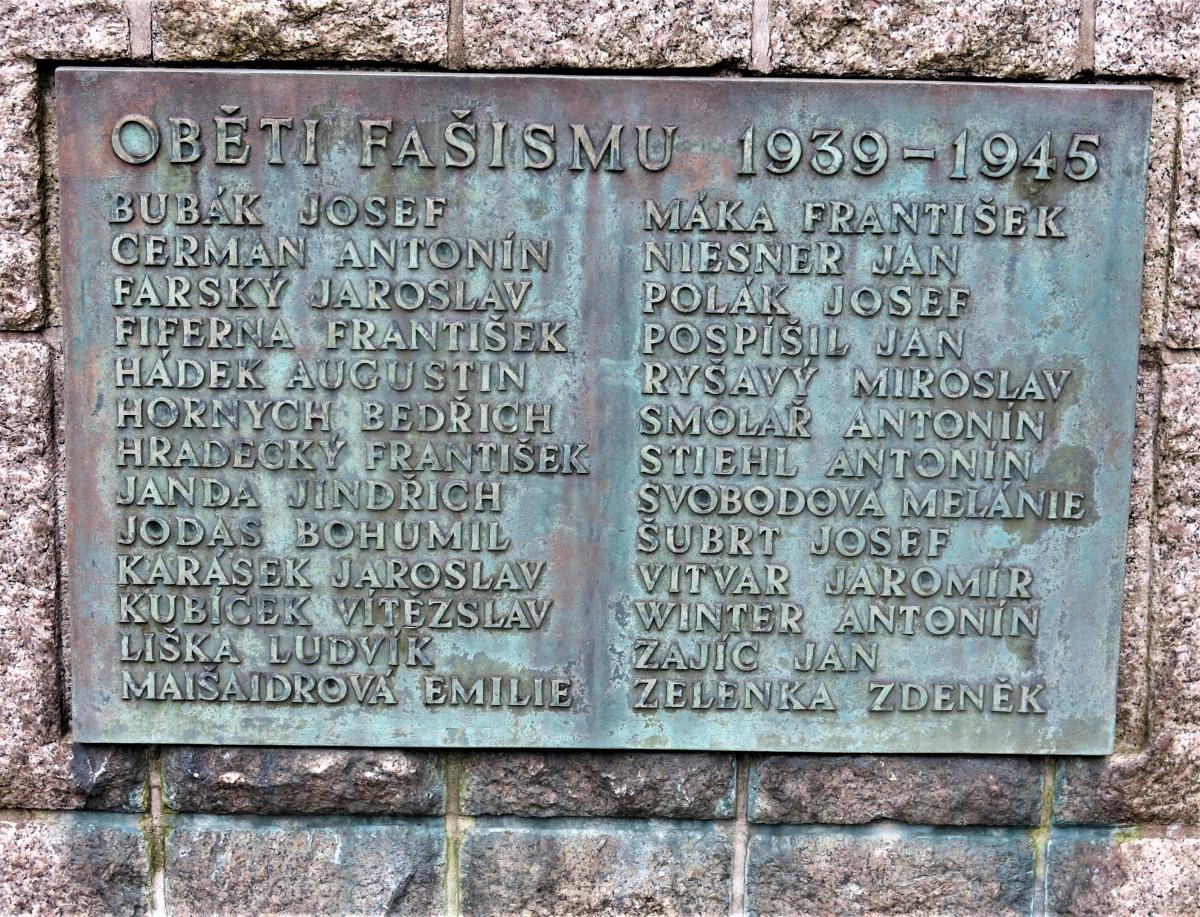 OBĚTI FAŠISMU 1939-1945
BUBÁK JOSEF
CERMAN ANTONÍN
FARSKÝ JAROSLAV
FIFERNA FRANTIŠEK
HÁDEK AUGUSTIN
HORNYCH BEDŘICH
HRADECKÝ FRANTIŠEK
JANDA JINDŘICH
JODAS BOHUMIL
KARÁSEK JAROSLAV
KUBÍČEK VÍTĚZSLAV
LIŠKA LUDVÍK
MAIŠAIDROVÁ EMILIE
MÁKA FRANTIŠEK
NIESNER JAN
POLÁK JOSEF
POSPÍŠIL JAN
RYŠAVÝ MIROSLAV
SMOLAŘ ANTONÍN
STIEHL ANTONÍN
SVOBODOVÁ MELÁNIE
ŠUBRT JOSEF
VITVAR JAROMÍR
WINTER ANTONÍN
ZAJÍC JAN
ZELENKA ZDENĚK